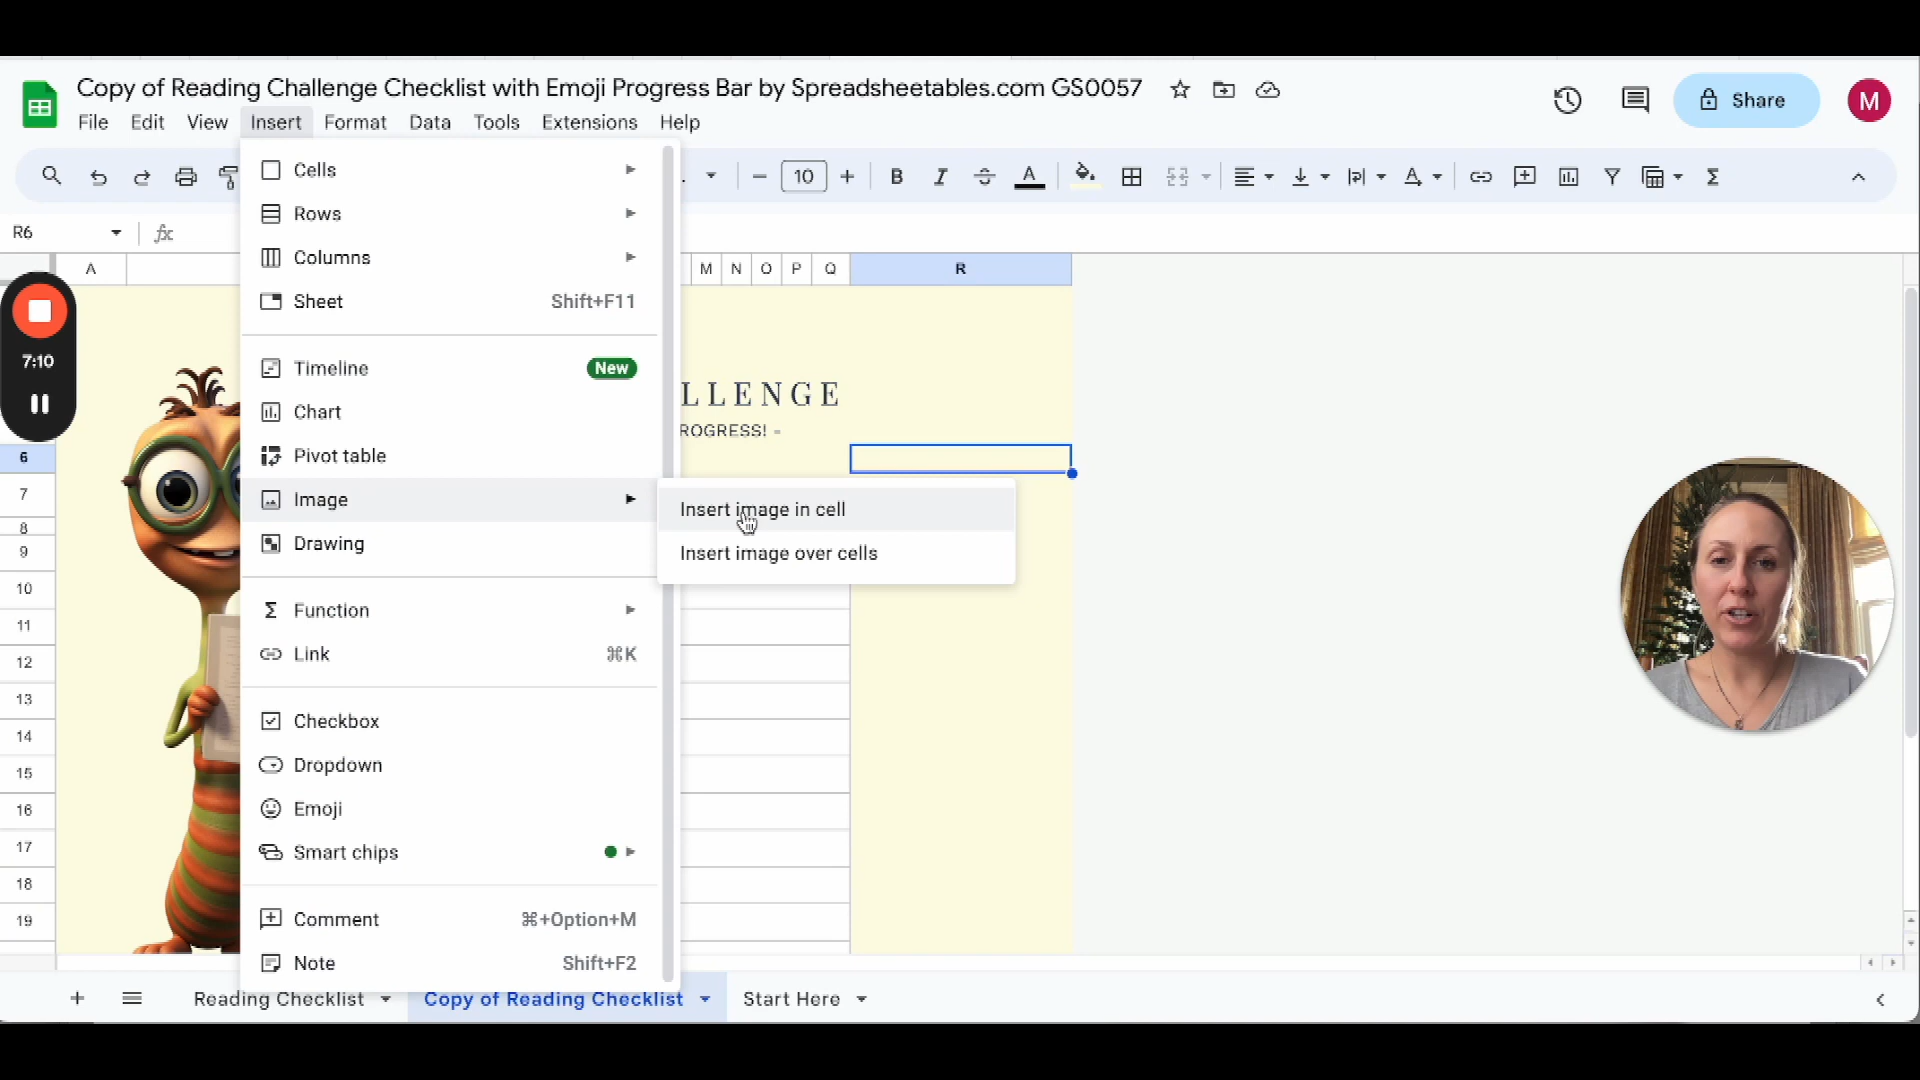 Copy of Reading Challenge Checklist with Emoji Progress Bar by Spreadsheetables.com GS0057
File Edit View Insert Format Data Tools Extensions Help
Share
M
10
R6
Cells
Rows
Columns
Sheet Shift+F11
Timeline New
Chart
Pivot table
Image
Drawing
Function
Link ⌘K
Checkbox
Dropdown
Emoji
Smart chips
Comment ⌘+Option+M
Note Shift+F2
Insert image in cell
Insert image over cells
A M N O P Q R
7:10
LLENGE
ROGRESS! -
6
7
8
9
10
11
12
13
14
15
16
17
18
19
Reading Checklist Copy of Reading Checklist Start Here